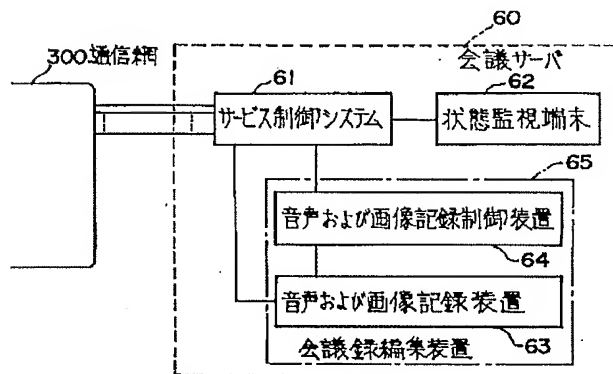 300.通信網
60
会議サーバ
61
サービス制御システム
62
状態監視端末
65
音声および画像記録制御装置
64
音声および画像記録装置
63
会議録編集装置